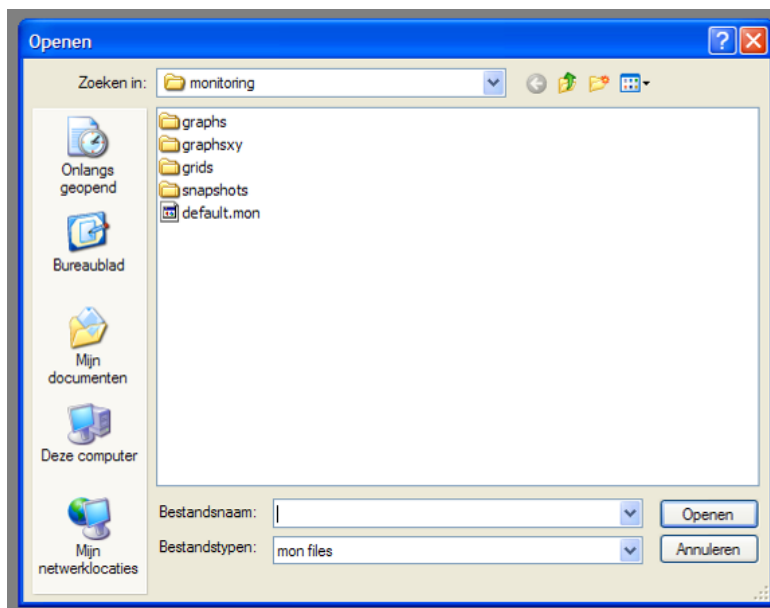 Openen
Zoeken in: monitoring
graphs
graphsxy
grids
snapshots
default.mon
Onlangs
geopend
Bureaublad
Mijn
documenten
Deze computer
Mijn
netwerklocaties
Bestandsnaam: Openen
Bestandstypen: mon files Annuleren